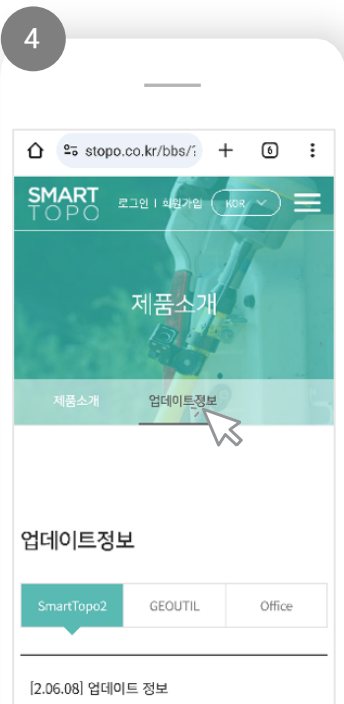 4
stopo.co.kr/bbs/
6
SMART
TOPO
로그인 | 회원가입
KOR
제품소개
제품소개
업데이트정보
업데이트정보
SmartTopo2
GEOUTIL
Office
[2.06.08] 업데이트 정보